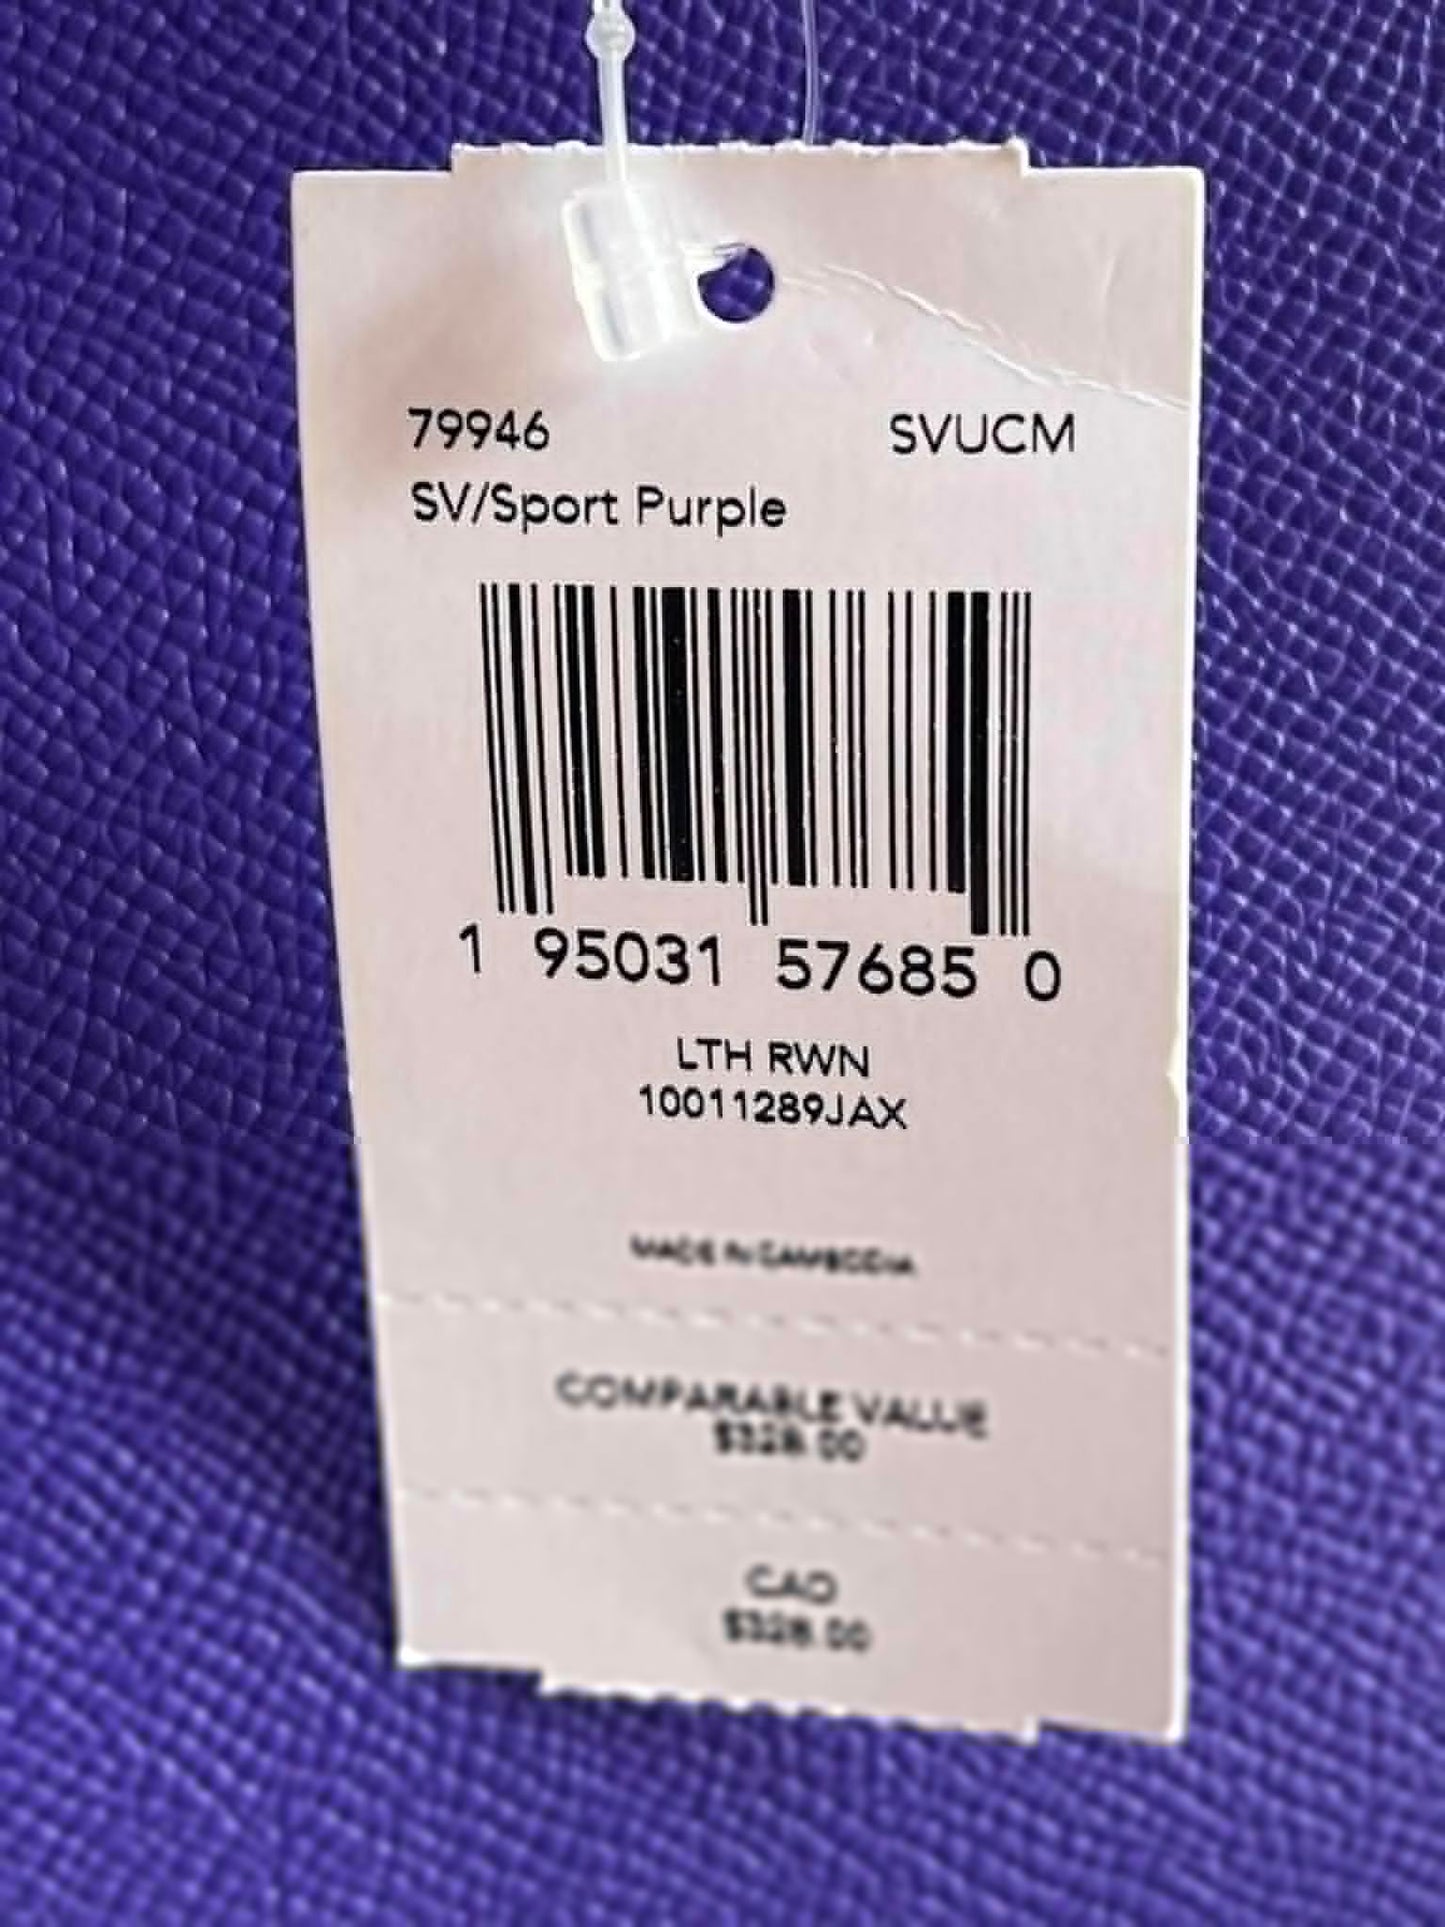 79946 SVUCM
SV/Sport Purple
1 95031 57685 0
LTH RWN
10011289JAX
MADE IN CAMBODIA
COMPARABLE VALUE
$328.00
CAD
$328.00